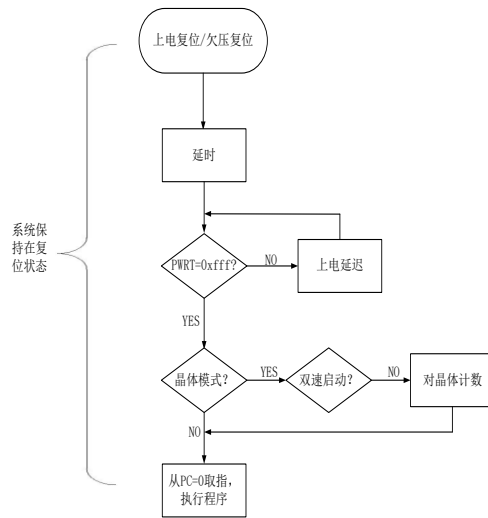 上电复位/欠压复位
延时
系统保
持在复
位状态
PWRT=0xfff?
NO
上电延迟
YES
晶体模式?
YES
双速启动?
NO
对晶体计数
NO
从PC=0取指,
执行程序